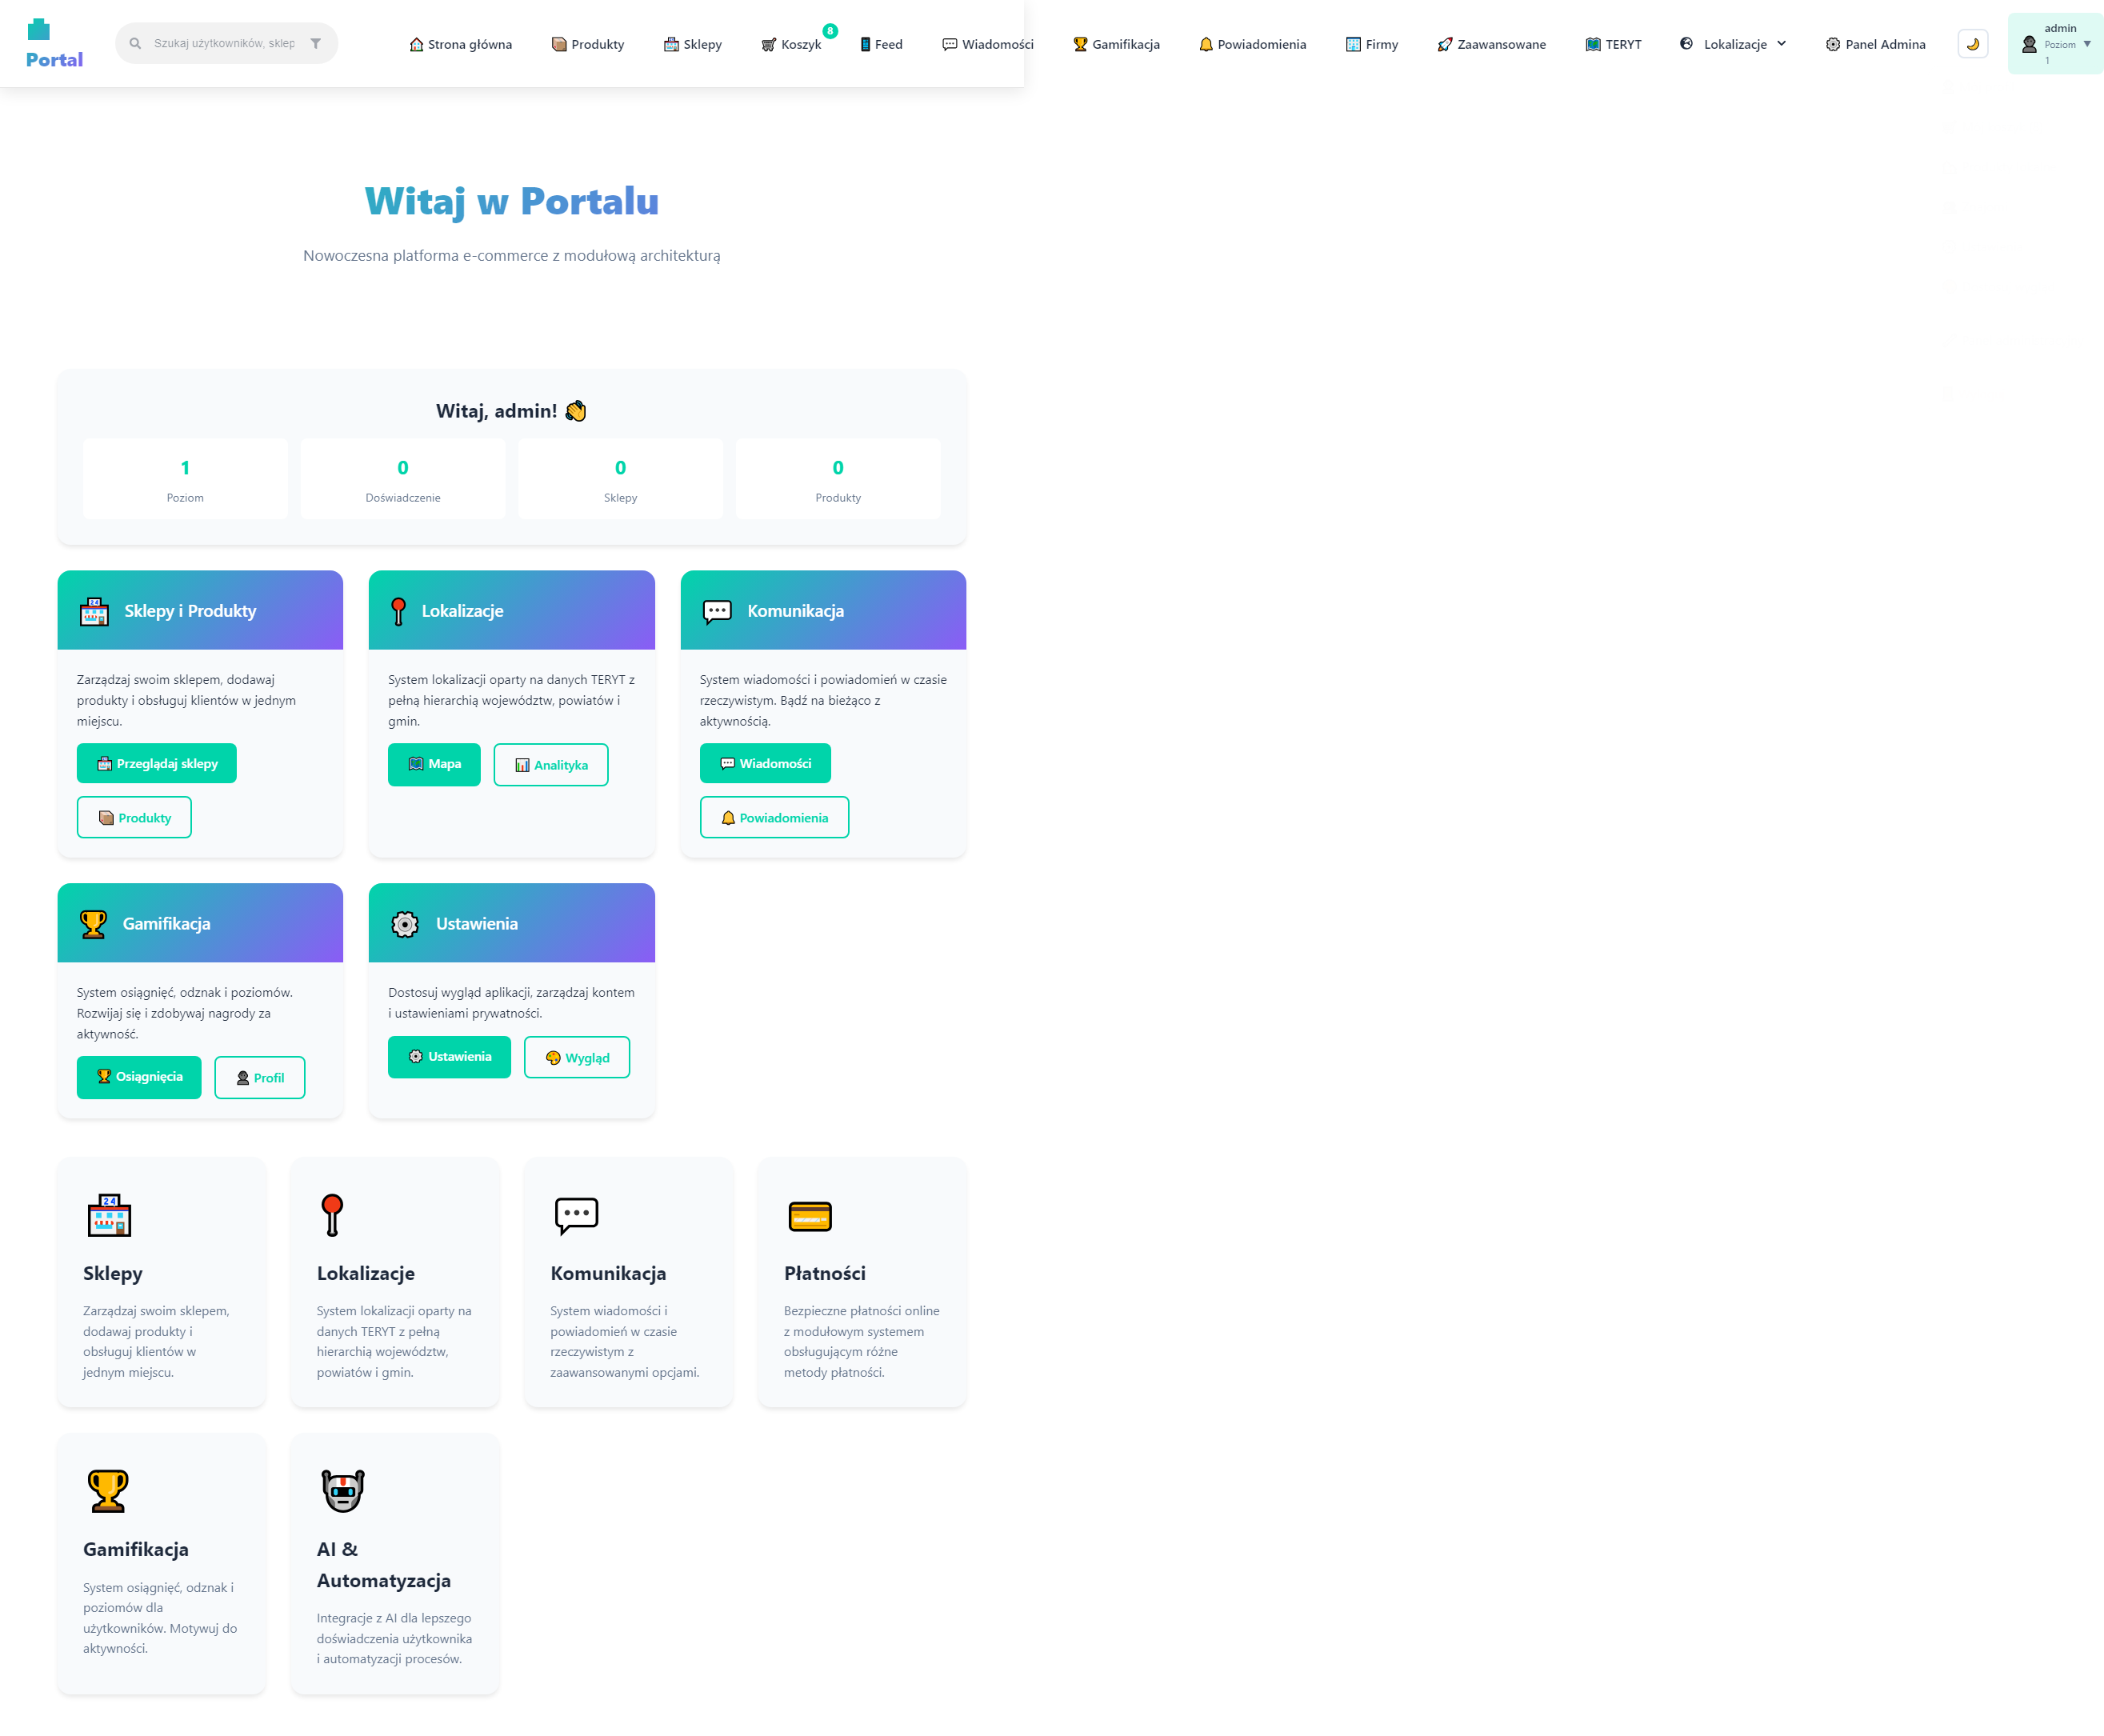 Portal
Szukaj użytkowników, sklep
Strona główna
Produkty
Sklepy
Koszyk
8
Feed
Wiadomości
Gamifikacja
Powiadomienia
Firmy
Zaawansowane
TERYT
Lokalizacje
Panel Admina
admin
Poziom
1
Witaj w Portalu
Nowoczesna platforma e-commerce z modułową architekturą
Witaj, admin!
1
Poziom
0
Doświadczenie
0
Sklepy
0
Produkty
Sklepy i Produkty
Zarządzaj swoim sklepem, dodawaj
produkty i obsługuj klientów w jednym
miejscu.
Przeglądaj sklepy
Produkty
Lokalizacje
System lokalizacji oparty na danych TERYT z
pełną hierarchią województw, powiatów i
gmin.
Mapa
Analityka
Komunikacja
System wiadomości i powiadomień w czasie
rzeczywistym. Bądź na bieżąco z
aktywnością.
Wiadomości
Powiadomienia
Gamifikacja
System osiągnięć, odznak i poziomów.
Rozwijaj się i zdobywaj nagrody za
aktywność.
Osiągnięcia
Profil
Ustawienia
Dostosuj wygląd aplikacji, zarządzaj kontem
i ustawieniami prywatności.
Ustawienia
Wygląd
24
Sklepy
Zarządzaj swoim sklepem,
dodawaj produkty i
obsługuj klientów w
jednym miejscu.
Lokalizacje
System lokalizacji oparty na
danych TERYT z pełną
hierarchią województw,
powiatów i gmin.
Komunikacja
System wiadomości i
powiadomień w czasie
rzeczywistym z
zaawansowanymi opcjami.
Płatności
Bezpieczne płatności online
z modułowym systemem
obsługującym różne
metody płatności.
Gamifikacja
System osiągnięć, odznak i
poziomów dla
użytkowników. Motywuj do
aktywności.
AI &
Automatyzacja
Integracje z AI dla lepszego
doświadczenia użytkownika
i automatyzacji procesów.